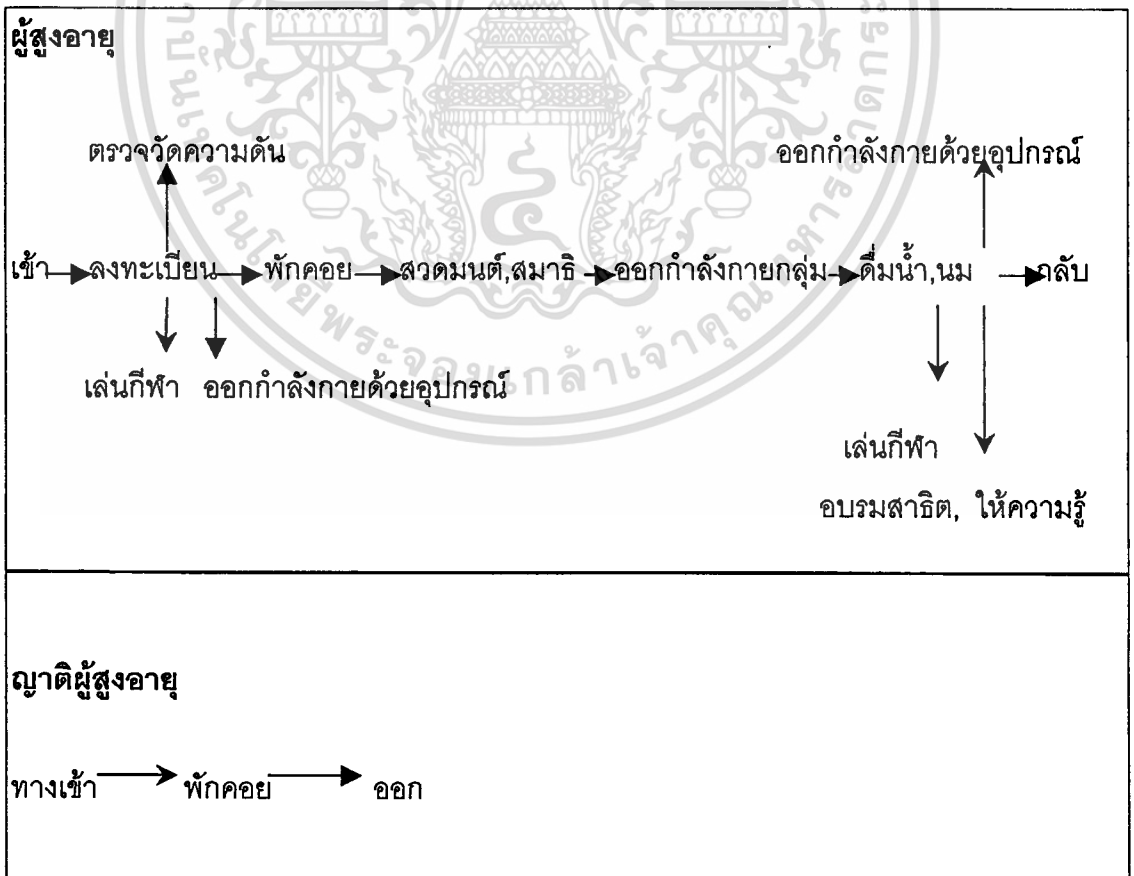 ผู้สูงอายุ
ตรวจวัดความดัน ออกกำลังกายด้วยอุปกรณ์
เข้า ลงทะเบียน พักคอย สวดมนต์,สมาธิ ออกกำลังกายกลุ่ม ดื่มน้ำ,นม กลับ
เล่นกีฬา ออกกำลังกายด้วยอุปกรณ์
เล่นกีฬา
อบรมสาธิต, ให้ความรู้
ญาติผู้สูงอายุ
ทางเข้า พักคอย ออก